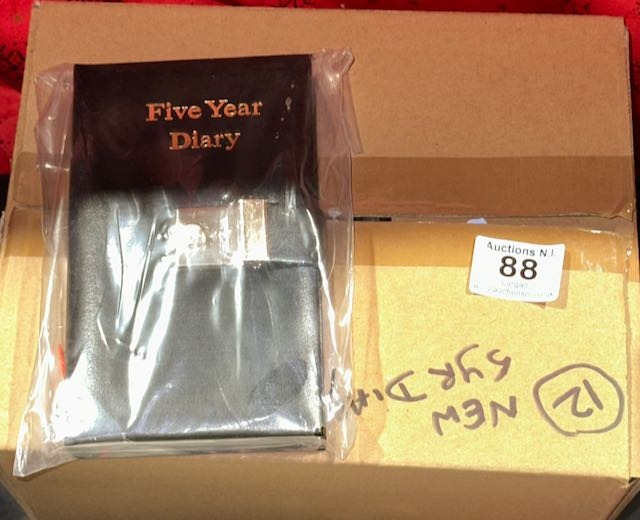 Five Year
Diary
Auctions N.I.
88
Lurgan
12
NEW
5YR DIA